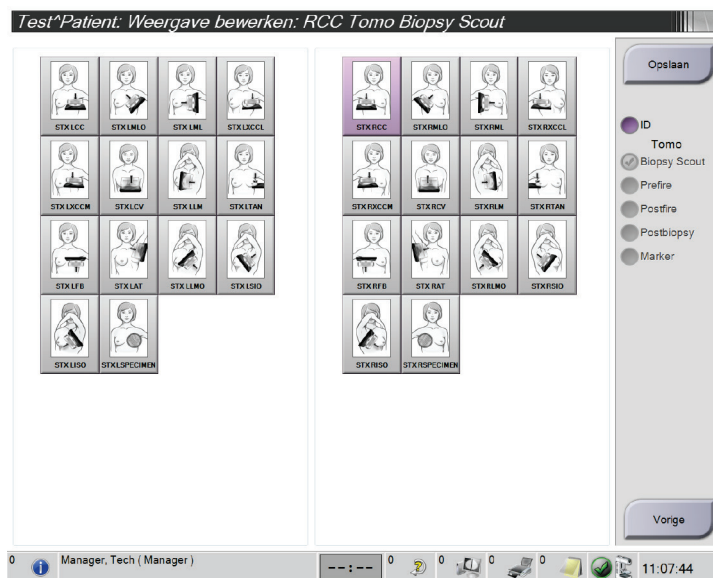 Test^Patient: Weergave bewerken: RCC Tomo Biopsy Scout
STX LCC STX LMLO STX LML STX LXCCL
STX LXCCM STX LCV STX LLM STX LTAN
STX LFB STX LAT STX LLMO STX LSIO
STX LISO STX LSPECIMEN
STX RCC STX RMLO STX RML STX RXCCL
STX RXCCM STX RCV STX RLM STX RTAN
STX RFB STX RAT STX RLMO STX RSIO
STX RISO STX RSPECIMEN
Opslaan
ID
Tomo
Biopsy Scout
Prefire
Postfire
Postbiopsy
Marker
Vorige
0 Manager, Tech ( Manager ) --:-- 0 0 0 0 11:07:44